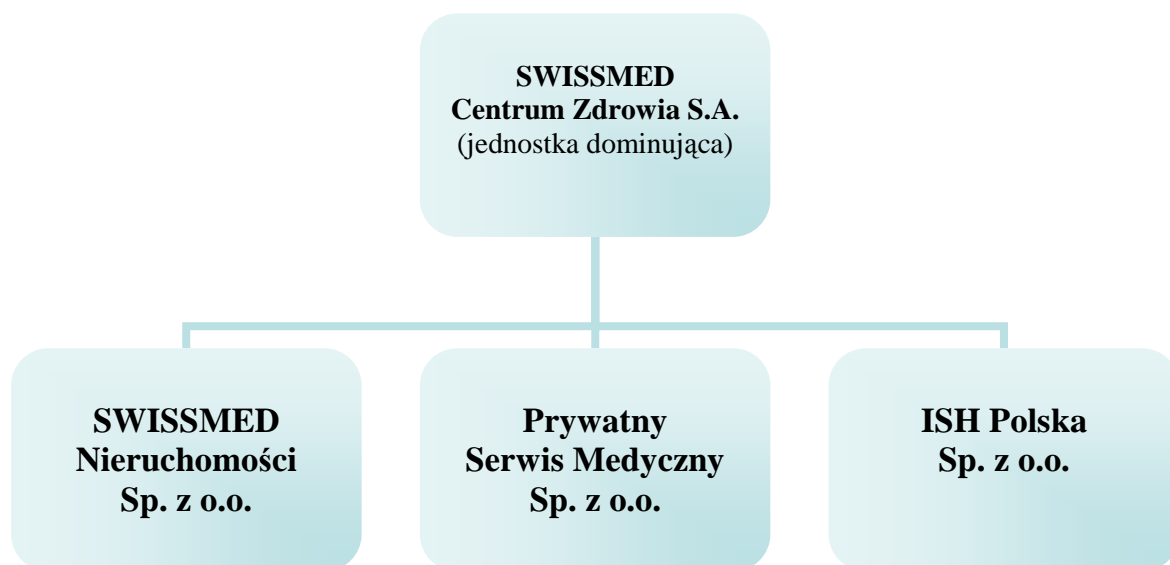 SWISSMED
Centrum Zdrowia S.A.
(jednostka dominująca)
SWISSMED
Nieruchomości
Sp. z o.o.
Prywatny
Serwis Medyczny
Sp. z o.o.
ISH Polska
Sp. z o.o.